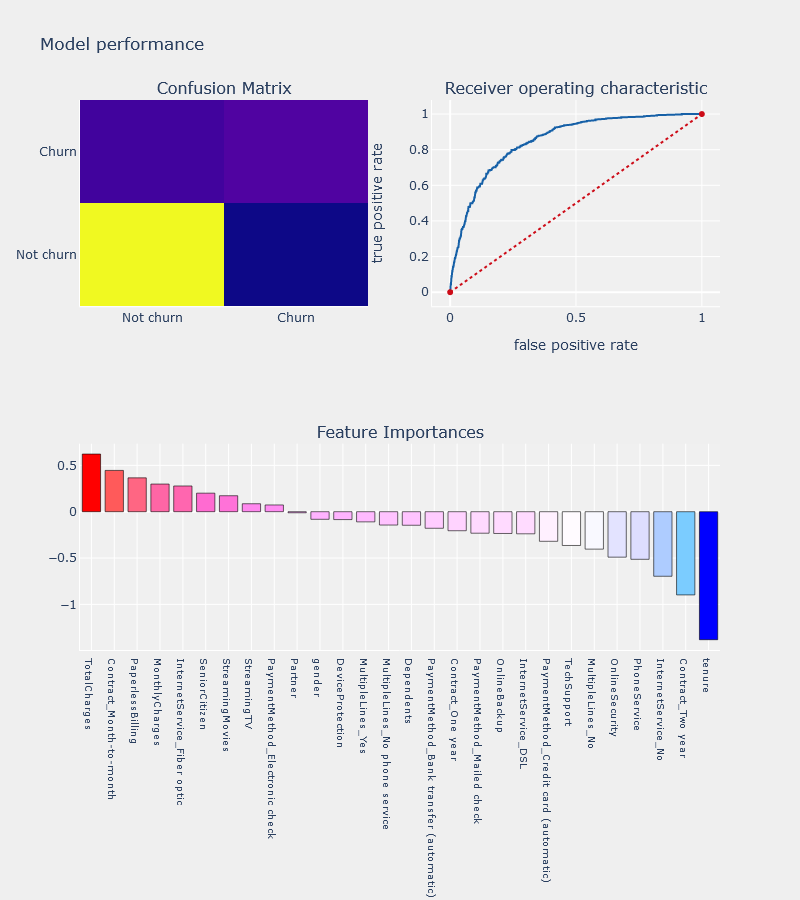 Model performance
Confusion Matrix
Churn
Not churn
Not churn
Churn
Receiver operating characteristic
true positive rate
1
0.8
0.6
0.4
0.2
0
0
0.5
1
false positive rate
Feature Importances
0.5
0
−0.5
−1
TotalCharges
Contract_Month-to-month
PaperlessBilling
MonthlyCharges
InternetService_Fiber optic
SeniorCitizen
StreamingMovies
StreamingTV
PaymentMethod_Electronic check
Partner
gender
DeviceProtection
MultipleLines_Yes
MultipleLines_No phone service
Dependents
PaymentMethod_Bank transfer (automatic)
Contract_One year
PaymentMethod_Mailed check
OnlineBackup
InternetService_DSL
PaymentMethod_Credit card (automatic)
TechSupport
MultipleLines_No
OnlineSecurity
PhoneService
InternetService_No
Contract_Two year
tenure